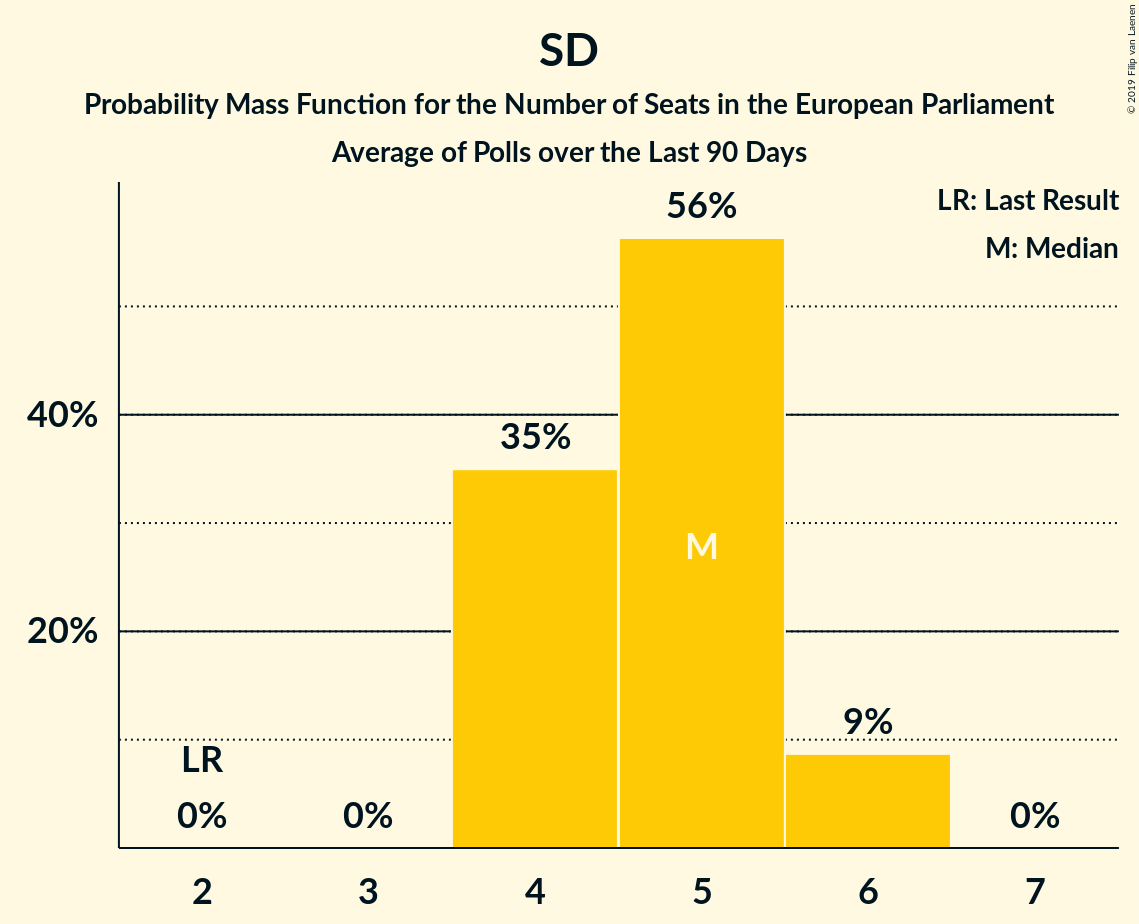 SD
Probability Mass Function for the Number of Seats in the European Parliament
Average of Polls over the Last 90 Days
© 2019 Filip van Laenen
LR: Last Result
M: Median
56%
40%
35%
M
20%
9%
LR
0% 0% 0%
2 3 4 5 6 7